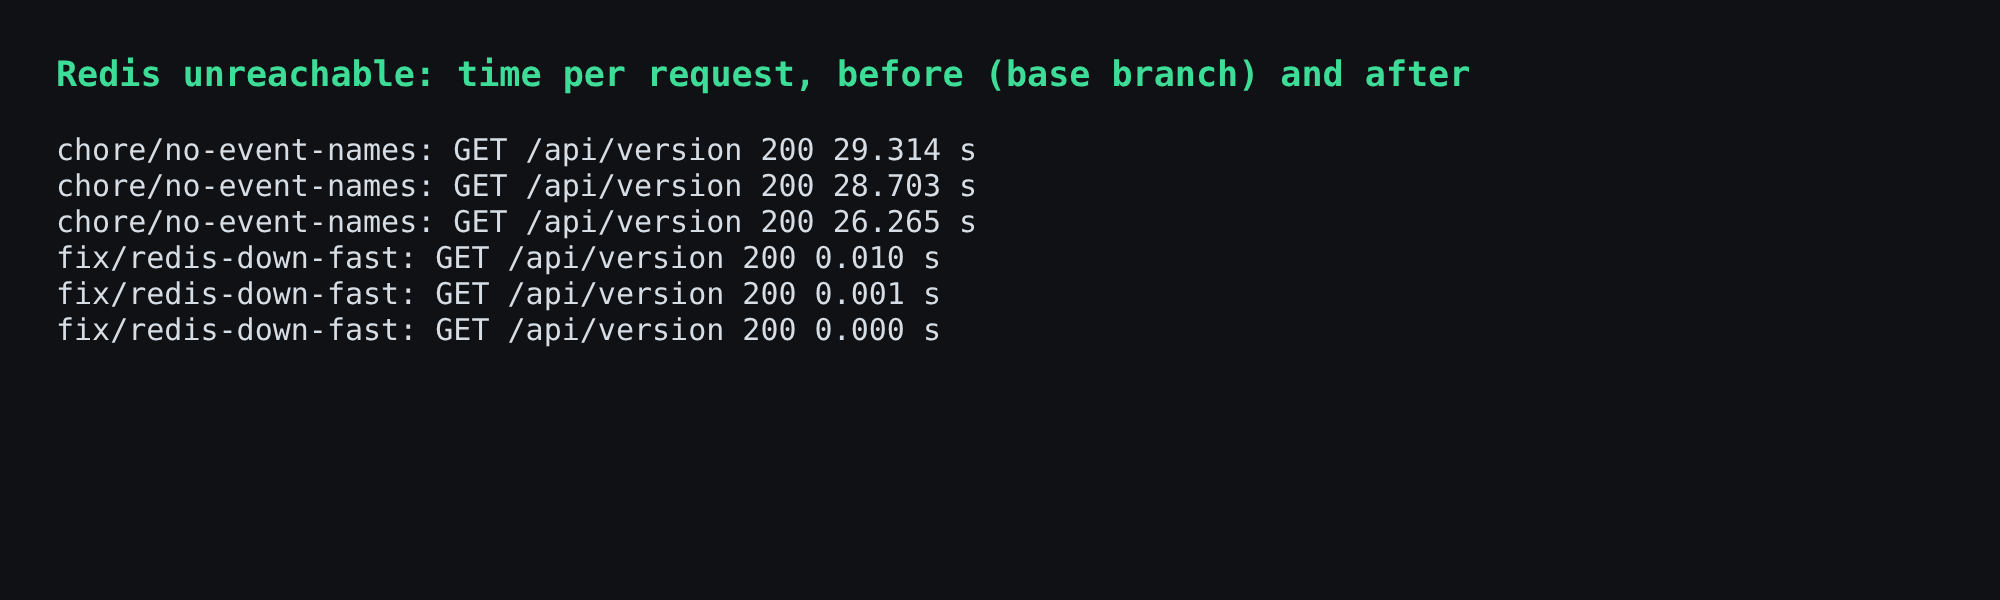 Redis unreachable: time per request, before (base branch) and after
chore/no-event-names: GET /api/version 200 29.314 s
chore/no-event-names: GET /api/version 200 28.703 s
chore/no-event-names: GET /api/version 200 26.265 s
fix/redis-down-fast: GET /api/version 200 0.010 s
fix/redis-down-fast: GET /api/version 200 0.001 s
fix/redis-down-fast: GET /api/version 200 0.000 s